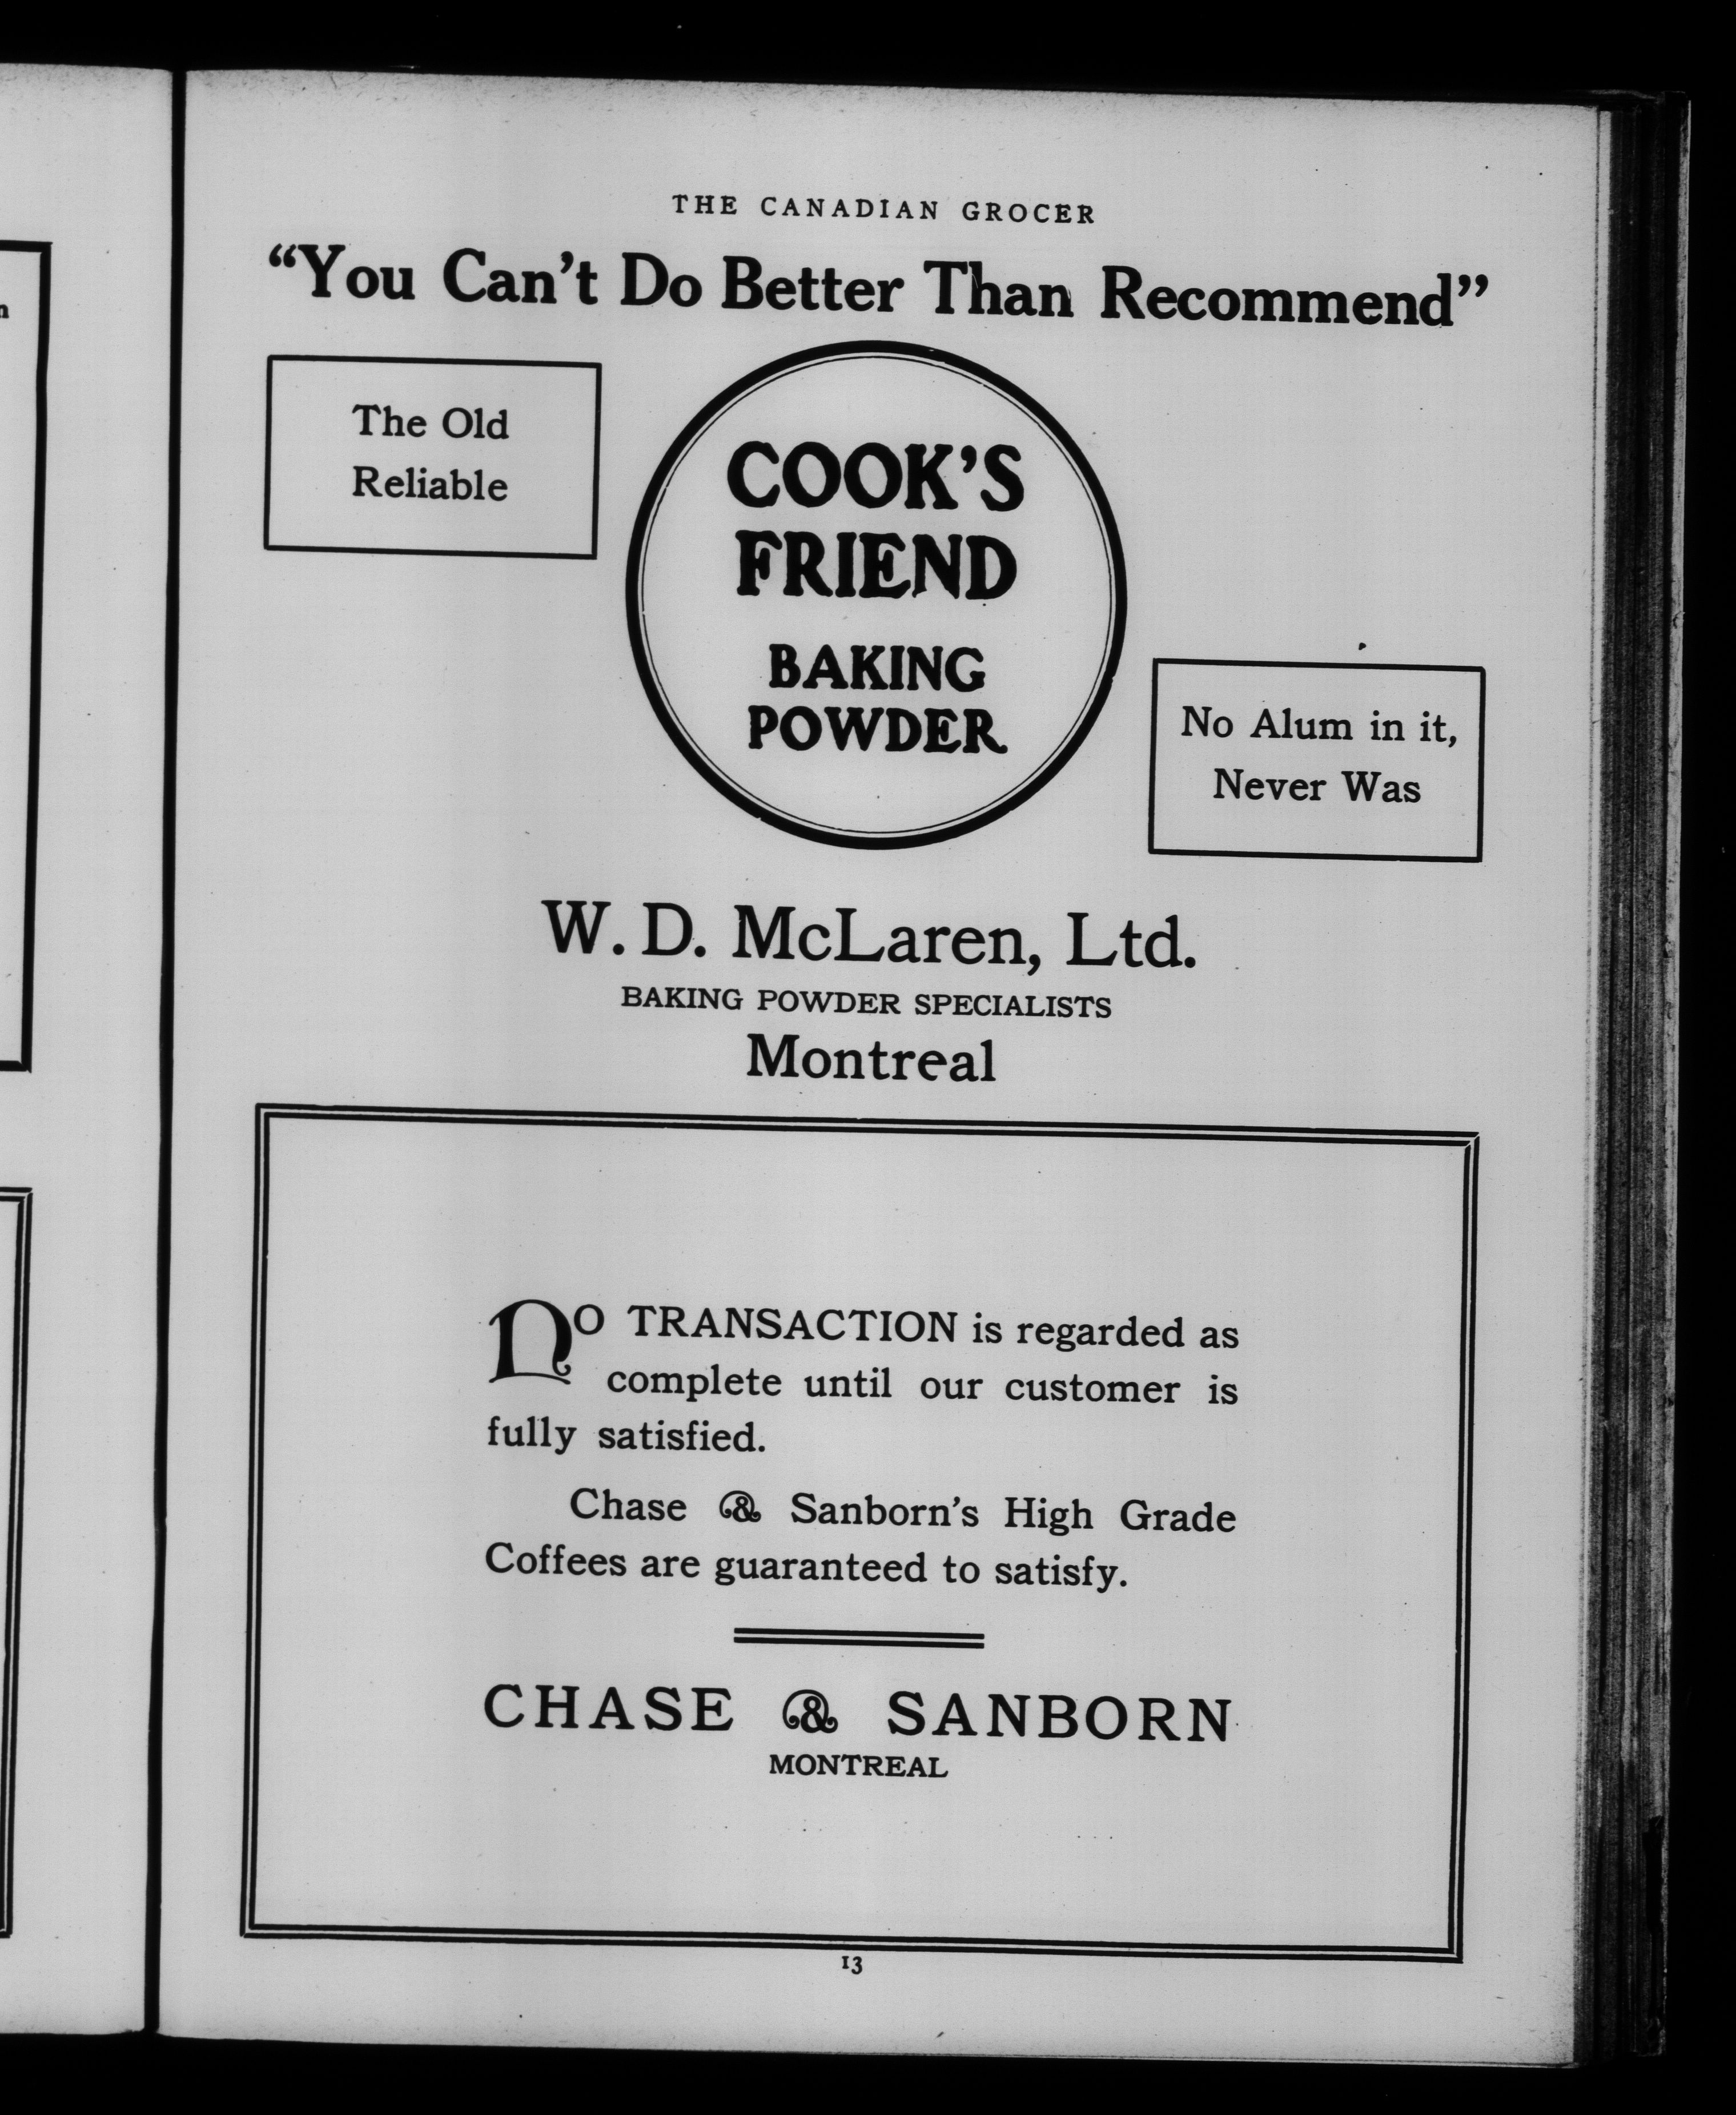 THE CANADIAN GROCER
“You Can’t Do Better Than Recommend”
The Old
Reliable
COOK’S
FRIEND
BAKING
POWDER
No Alum in it,
Never Was
W. D. McLaren, Ltd.
BAKING POWDER SPECIALISTS
Montreal
NO TRANSACTION is regarded as
complete until our customer is
fully satisfied.
Chase & Sanborn’s High Grade
Coffees are guaranteed to satisfy.
CHASE & SANBORN
MONTREAL
13